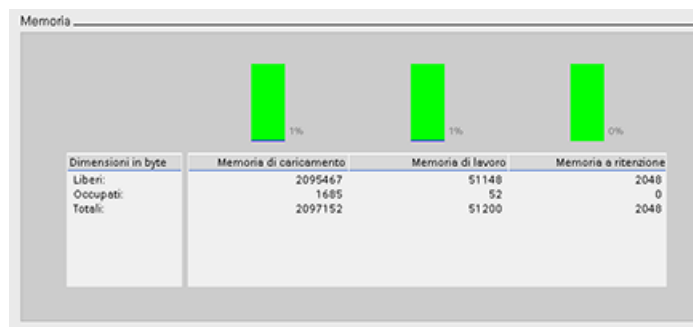 Memoria
1% 1% 0%
Dimensioni in byte Memoria di caricamento Memoria di lavoro Memoria a ritenzione
Liberi: 2095467 51148 2048
Occupati: 1685 52 0
Totali: 2097152 51200 2048